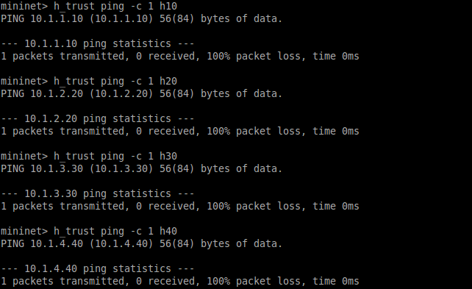 mininet> h_trust ping -c 1 h10
PING 10.1.1.10 (10.1.1.10) 56(84) bytes of data.
--- 10.1.1.10 ping statistics ---
1 packets transmitted, 0 received, 100% packet loss, time 0ms
mininet> h_trust ping -c 1 h20
PING 10.1.2.20 (10.1.2.20) 56(84) bytes of data.
--- 10.1.2.20 ping statistics ---
1 packets transmitted, 0 received, 100% packet loss, time 0ms
mininet> h_trust ping -c 1 h30
PING 10.1.3.30 (10.1.3.30) 56(84) bytes of data.
--- 10.1.3.30 ping statistics ---
1 packets transmitted, 0 received, 100% packet loss, time 0ms
mininet> h_trust ping -c 1 h40
PING 10.1.4.40 (10.1.4.40) 56(84) bytes of data.
--- 10.1.4.40 ping statistics ---
1 packets transmitted, 0 received, 100% packet loss, time 0ms